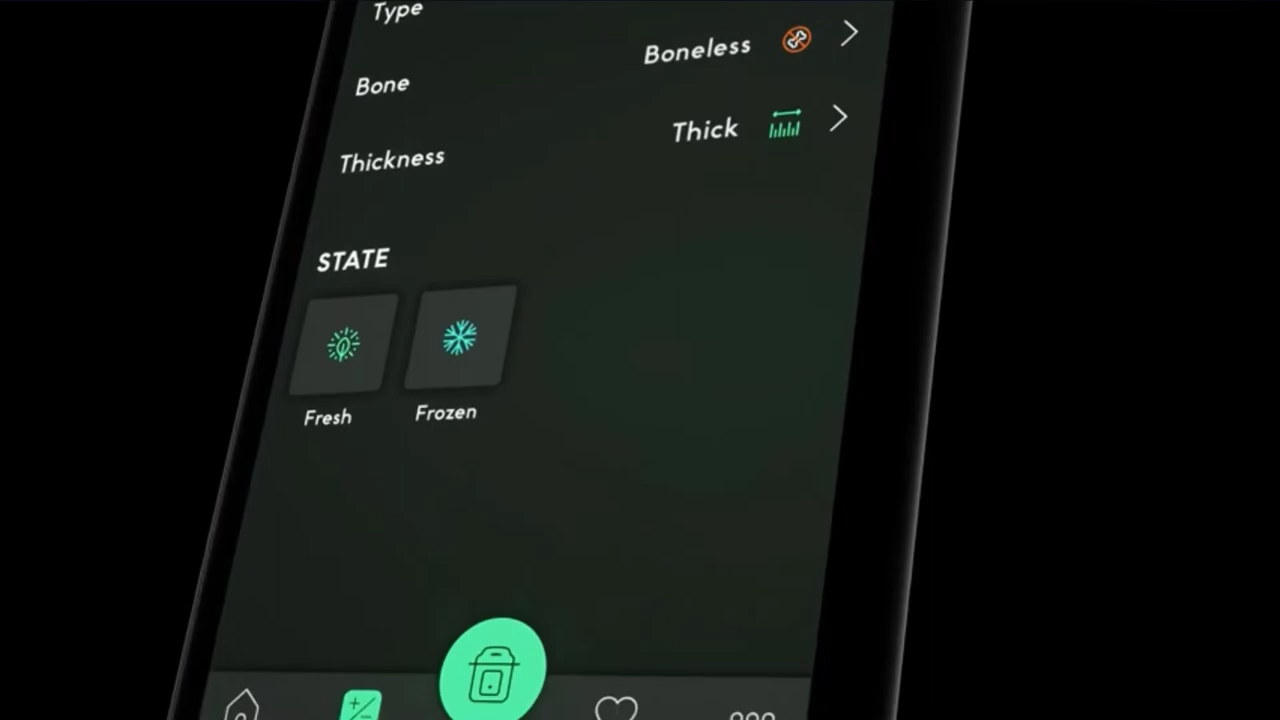 Type
Boneless
Bone
Thick
Thickness
STATE
Fresh
Frozen